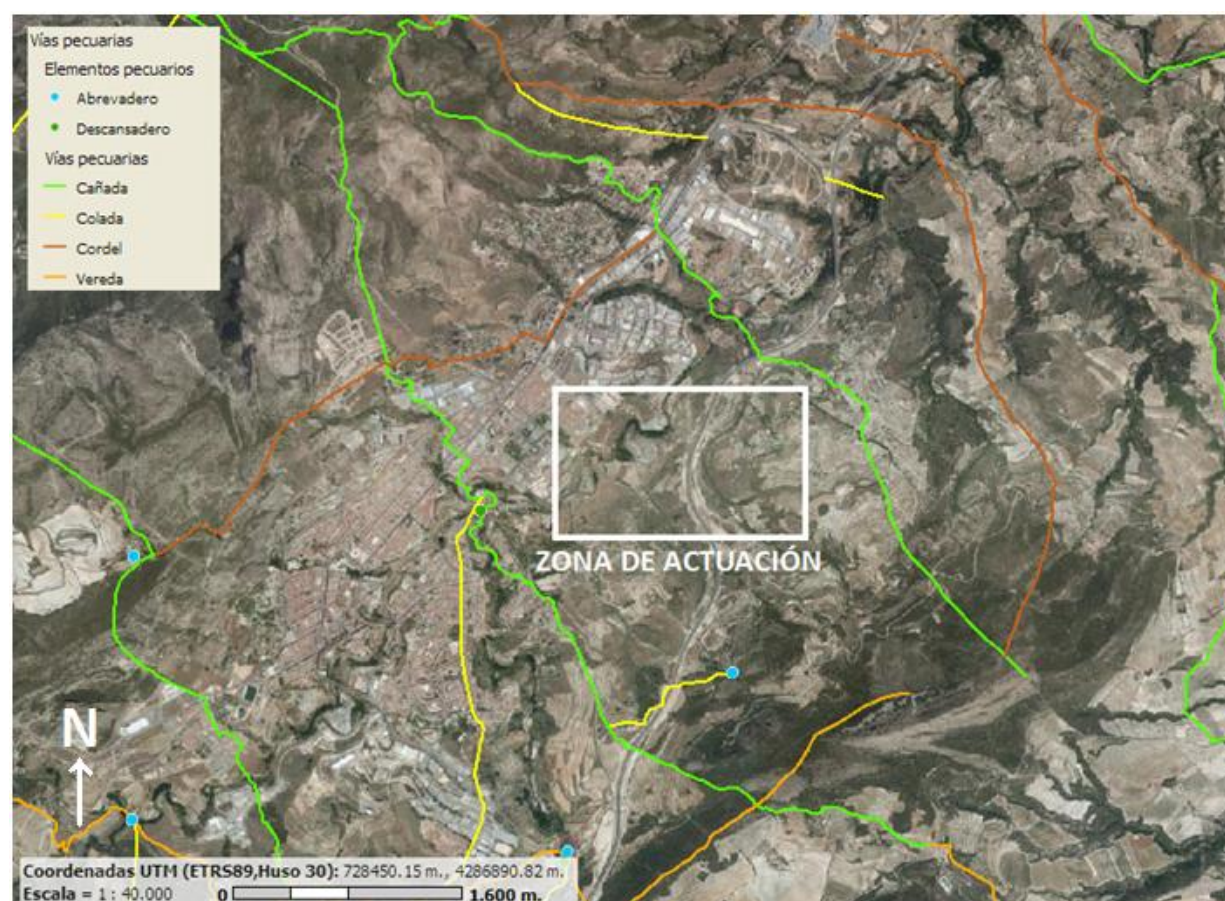 Vías pecuarias
Elementos pecuarios
Abrevadero
Descansadero
Vías pecuarias
Cañada
Colada
Cordel
Vereda
ZONA DE ACTUACIÓN
N
Coordenadas UTM (ETRS89,Huso 30): 728450.15 m., 4286890.82 m.
Escala = 1 : 40.000 0 1.600 m.